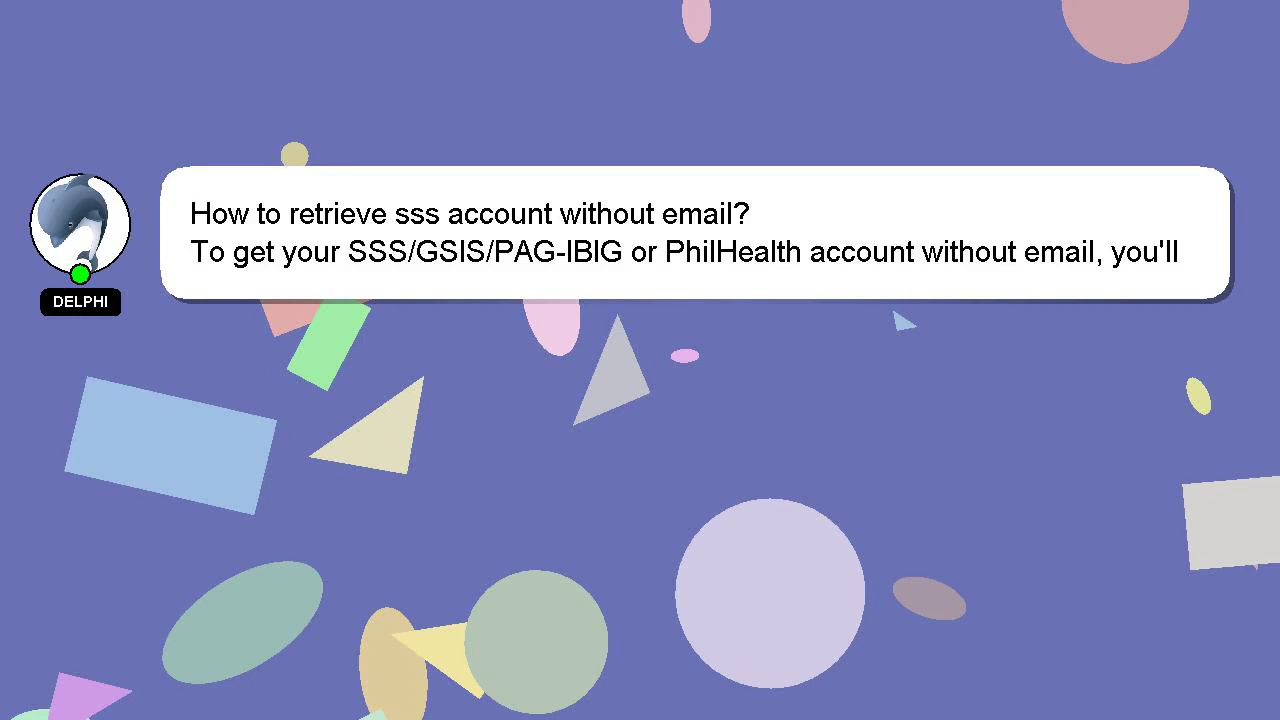 How to retrieve sss account without email?
To get your SSS/GSIS/PAG-IBIG or PhilHealth account without email, you'll
DELPHI